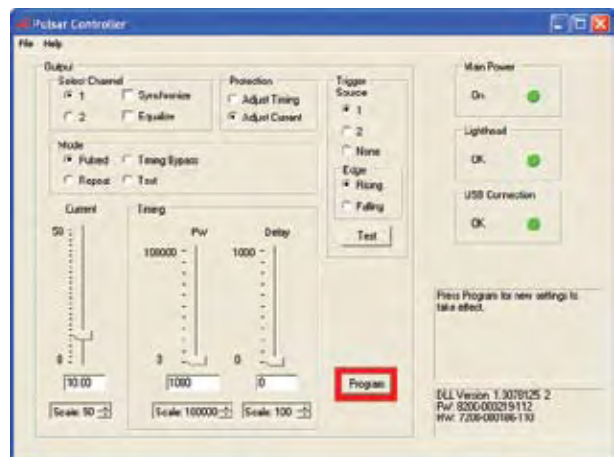 Pulsar Controller
File Help
Output
Select Channel
1
Synchronize
2
Equalize
Protection
Adjust Timing
Adjust Current
Trigger
Source
1
2
None
Edge
Rising
Falling
Test
Mode
Pulsed
Timing Bypass
Repeat
Test
Current
50
0
10.00
Scale: 50
Timing
PW
100000
3
1000
Scale: 100000
Delay
1000
0
0
Scale: 100
Program
Main Power
On
Lighthead
OK
USB Connection
OK
Press Program for new settings to
take effect.
DLL Version 1.3078125 2
FW: 8200-000219-112
HW: 7200-000186-110